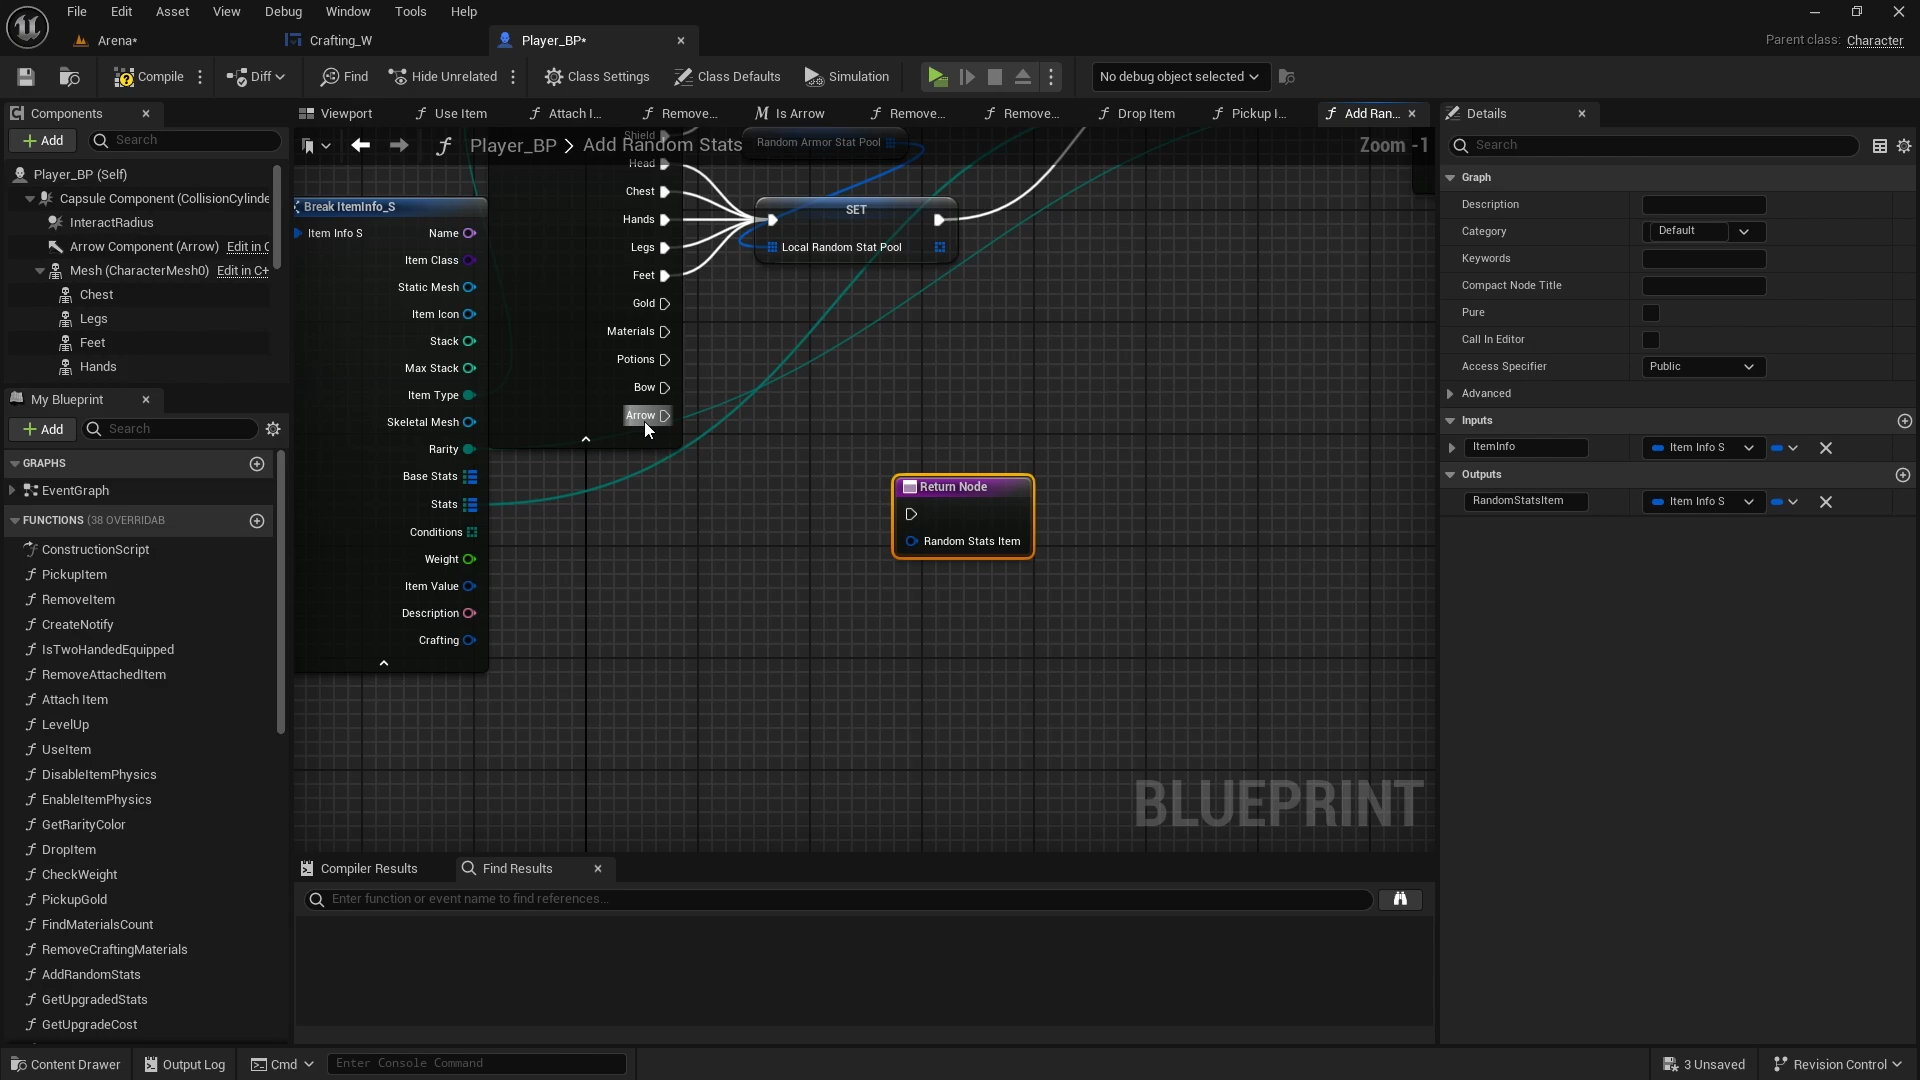 File Edit Asset View Debug Window Tools Help
Arena* Crafting_W Player_BP*
Parent class: Character
Compile Diff Find Hide Unrelated Class Settings Class Defaults Simulation No debug object selected
Components
Add Search
Player_BP (Self)
Capsule Component (CollisionCylinde
InteractRadius
Arrow Component (Arrow) Edit in C
Mesh (CharacterMesh0) Edit in C+
Chest
Legs
Feet
Hands
My Blueprint
Add Search
GRAPHS
EventGraph
FUNCTIONS (38 OVERRIDAB
ConstructionScript
PickupItem
RemoveItem
CreateNotify
IsTwoHandedEquipped
RemoveAttachedItem
Attach Item
LevelUp
UseItem
DisableItemPhysics
EnableItemPhysics
GetRarityColor
DropItem
CheckWeight
PickupGold
FindMaterialsCount
RemoveCraftingMaterials
AddRandomStats
GetUpgradedStats
GetUpgradeCost
Viewport Use Item Attach I... Remove... Is Arrow Remove... Remove... Drop Item Pickup I... Add Ran...
Player_BP > Add Random Stats
Zoom -1
Break ItemInfo_S
Item Info S
Name
Item Class
Static Mesh
Item Icon
Stack
Max Stack
Item Type
Skeletal Mesh
Rarity
Base Stats
Stats
Conditions
Weight
Item Value
Description
Crafting
Shield
Head
Chest
Hands
Legs
Feet
Gold
Materials
Potions
Bow
Arrow
Random Armor Stat Pool
SET
Local Random Stat Pool
Return Node
Random Stats Item
BLUEPRINT
Compiler Results Find Results
Enter function or event name to find references...
Details
Search
Graph
Description
Category Default
Keywords
Compact Node Title
Pure
Call In Editor
Access Specifier Public
Advanced
Inputs
ItemInfo Item Info S
Outputs
RandomStatsItem Item Info S
Content Drawer Output Log Cmd Enter Console Command
3 Unsaved Revision Control